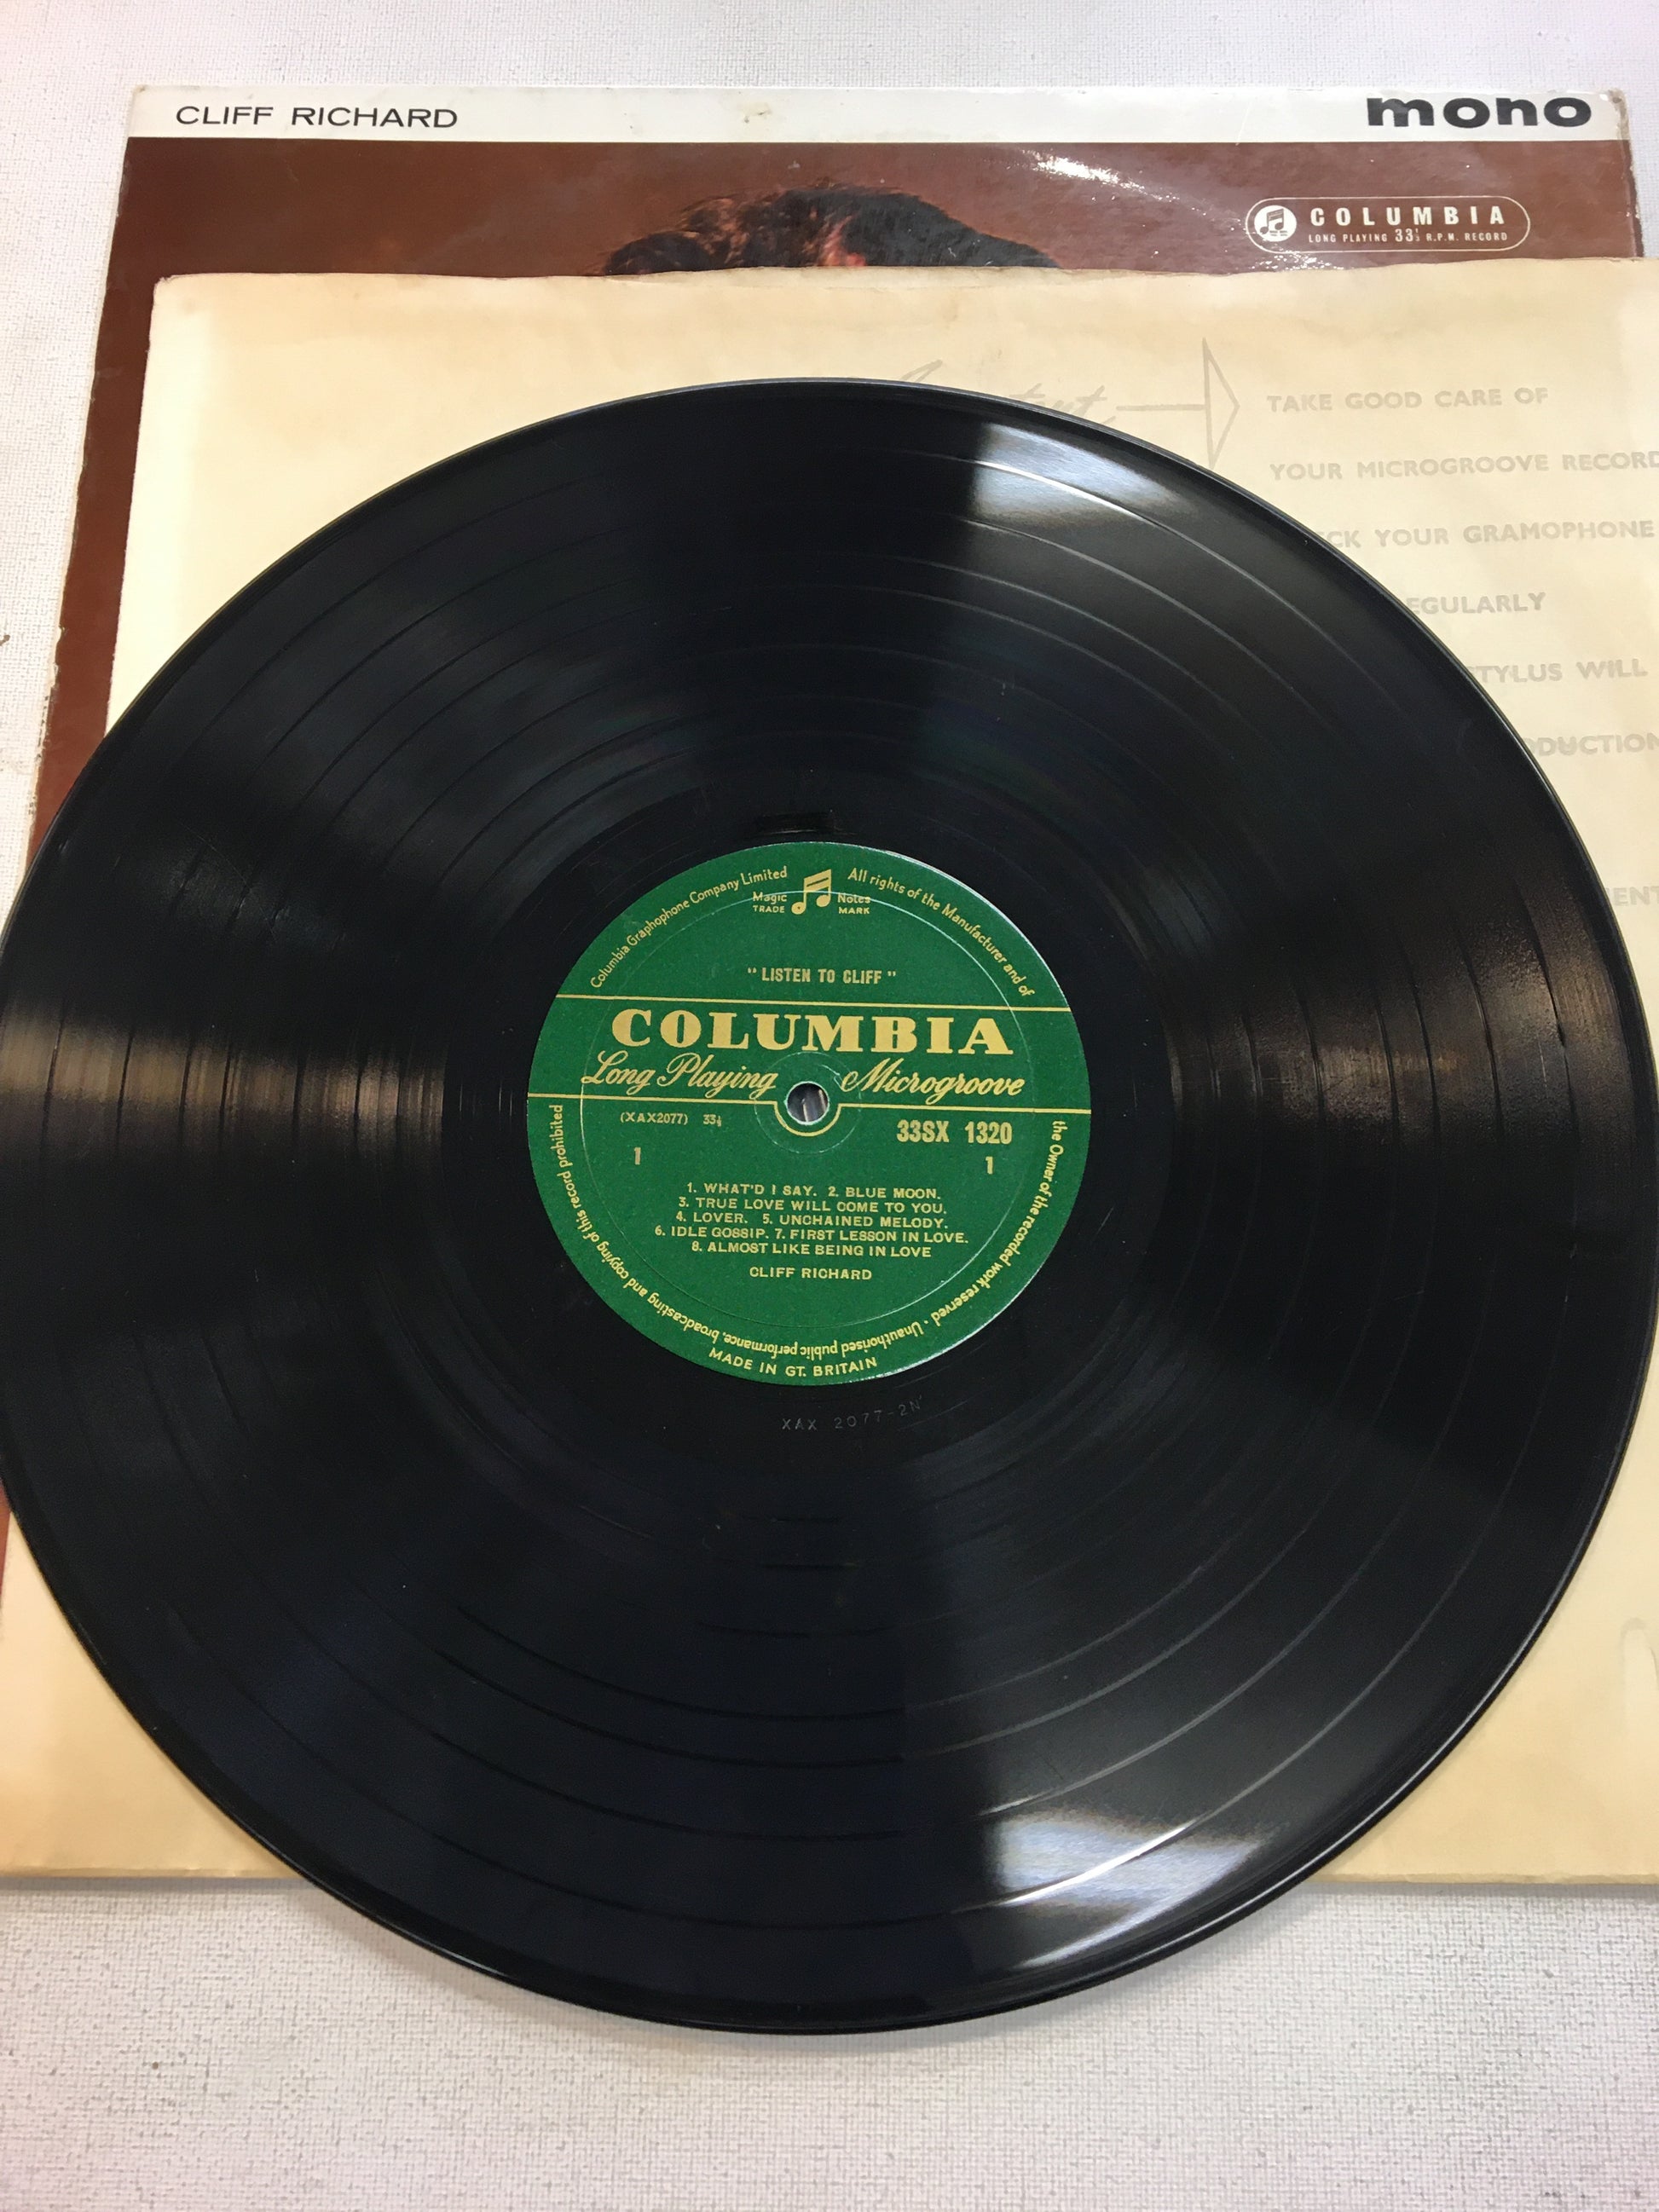 CLIFF RICHARD
mono
COLUMBIA
LONG PLAYING 33⅓ R.P.M. RECORD
TAKE GOOD CARE OF
YOUR MICROGROOVE RECORD
YOUR GRAMOPHONE
WILL
Columbia Graphophone Company Limited
Magic Notes
TRADE MARK
All rights of the Manufacturer and of
the Owner of the recorded work reserved · Unauthorised public performance, broadcasting and copying of this record prohibited
"LISTEN TO CLIFF"
COLUMBIA
Long Playing Microgroove
(XAX2077) 33⅓
33SX 1320
1 1
1. WHAT'D I SAY. 2. BLUE MOON.
3. TRUE LOVE WILL COME TO YOU.
4. LOVER. 5. UNCHAINED MELODY.
6. IDLE GOSSIP. 7. FIRST LESSON IN LOVE.
8. ALMOST LIKE BEING IN LOVE
CLIFF RICHARD
MADE IN GT. BRITAIN
XAX 2077-2N